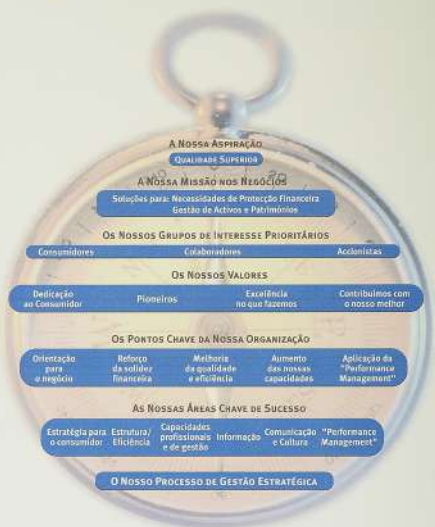 A NOSSA ASPIRAÇÃO
QUALIDADE SUPERIOR
A NOSSA MISSÃO NOS NEGÓCIOS
Soluções para: Necessidades de Protecção Financeira
Gestão de Activos e Patrimónios
OS NOSSOS GRUPOS DE INTERESSE PRIORITÁRIOS
Consumidores Colaboradores Accionistas
OS NOSSOS VALORES
Dedicação
ao Consumidor
Pioneiros
Excelência
no que fazemos
Contribuimos com
o nosso melhor
OS PONTOS CHAVE DA NOSSA ORGANIZAÇÃO
Orientação
para
o negócio
Reforço
da solidez
financeira
Melhoria
da qualidade
e eficiência
Aumento
das nossas
capacidades
Aplicação da
"Performance
Management"
AS NOSSAS ÁREAS CHAVE DE SUCESSO
Estratégia para
o consumidor
Estrutura/
Eficiência
Capacidades
profissionais
e de gestão
Informação
Comunicação
e Cultura
"Performance
Management"
O NOSSO PROCESSO DE GESTÃO ESTRATÉGICA